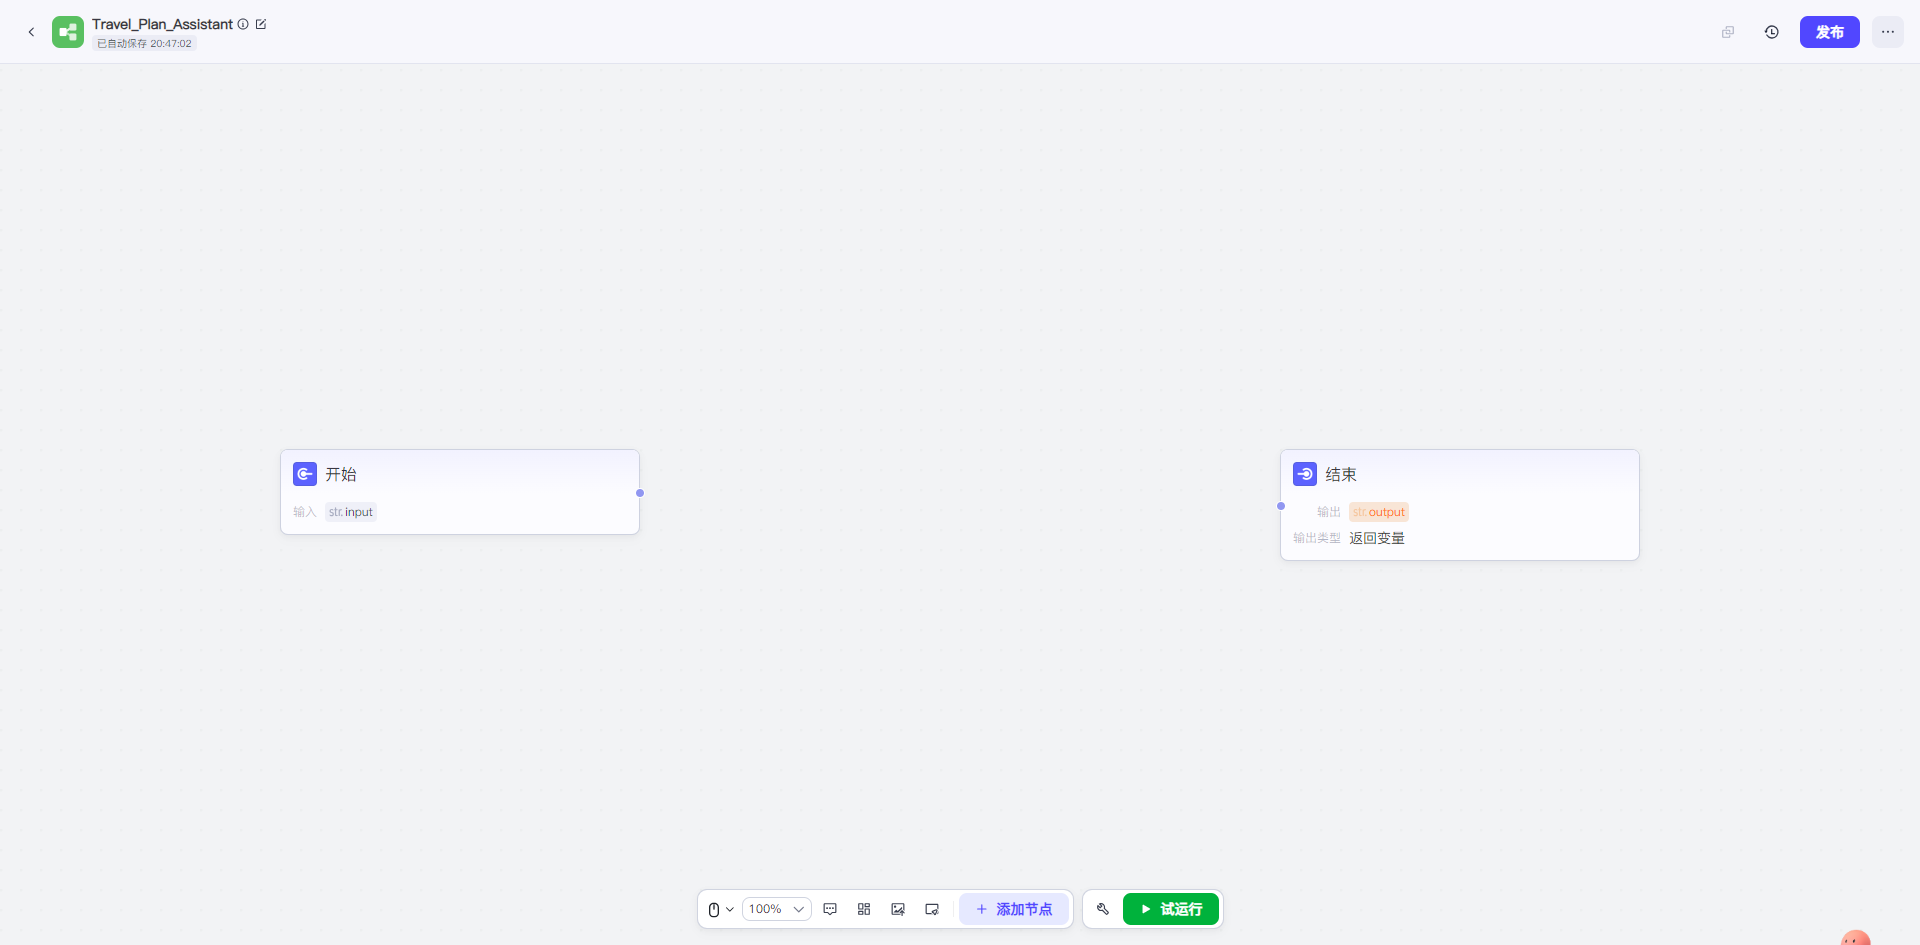 Travel_Plan_Assistant
已自动保存 20:47:02
发布
开始
输入 str. input
结束
输出 str. output
输出类型 返回变量
100%
添加节点
试运行